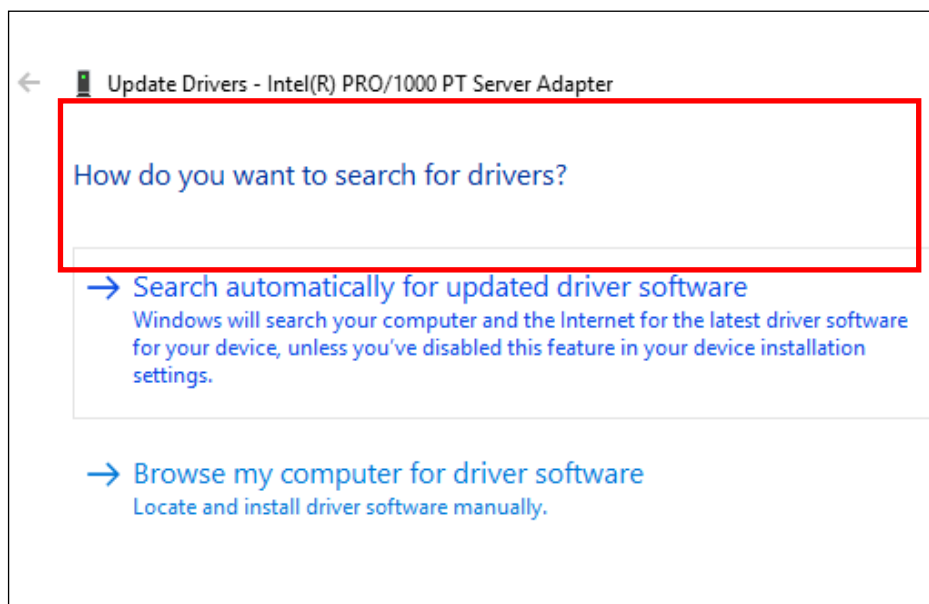 Update Drivers - Intel(R) PRO/1000 PT Server Adapter
How do you want to search for drivers?
Search automatically for updated driver software
Windows will search your computer and the Internet for the latest driver software
for your device, unless you've disabled this feature in your device installation
settings.
Browse my computer for driver software
Locate and install driver software manually.